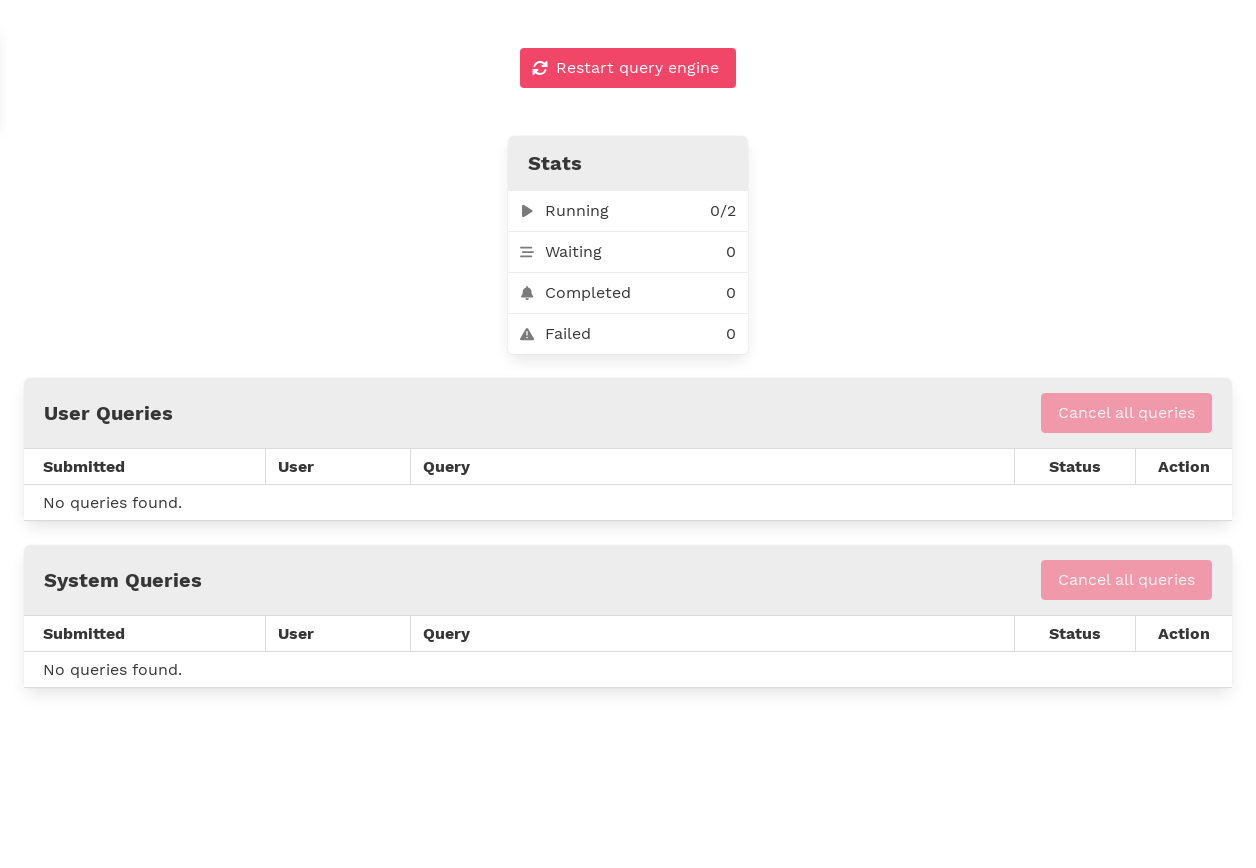 Restart query engine
Stats
Running 0/2
Waiting 0
Completed 0
Failed 0
User Queries Cancel all queries
Submitted User Query Status Action
No queries found.
System Queries Cancel all queries
Submitted User Query Status Action
No queries found.